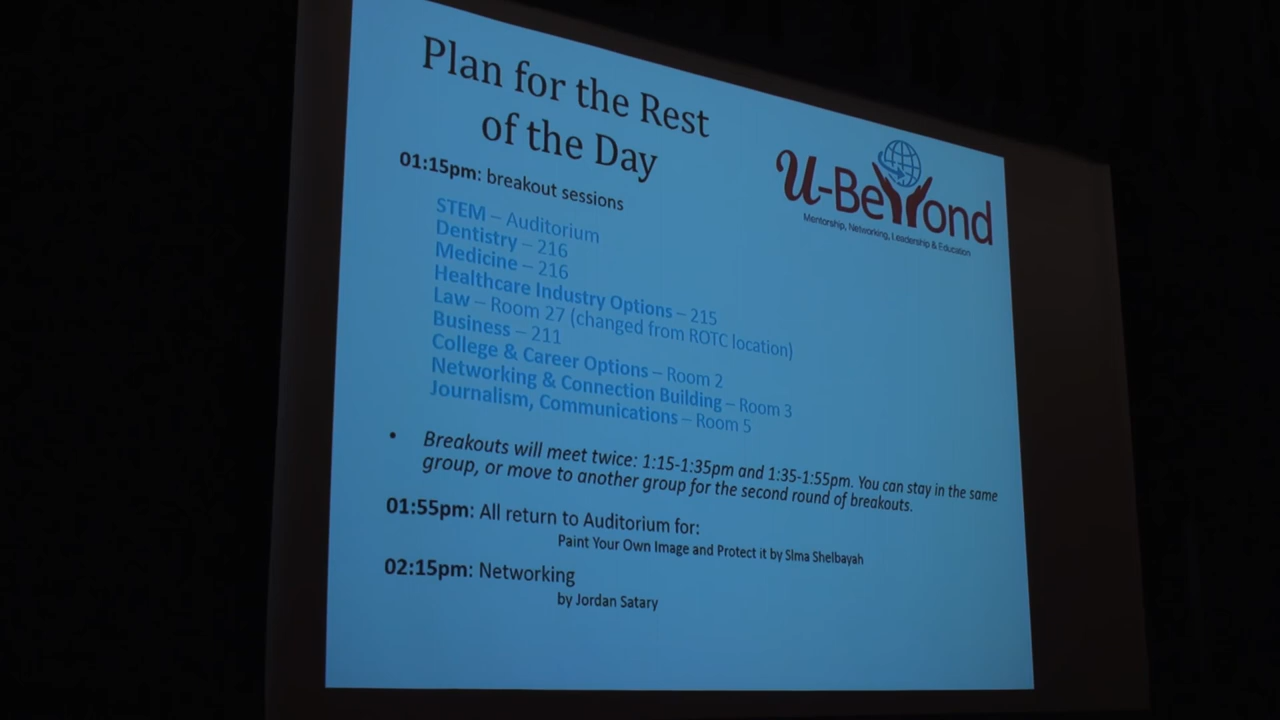 Plan for the Rest
of the Day
U-Beyond
Mentorship, Networking, Leadership & Education
01:15pm: breakout sessions
STEM – Auditorium
Dentistry – 216
Medicine – 216
Healthcare Industry Options – 215
Law – Room 27 (changed from ROTC location)
Business – 211
College & Career Options – Room 2
Networking & Connection Building – Room 3
Journalism, Communications – Room 5
• Breakouts will meet twice: 1:15-1:35pm and 1:35-1:55pm. You can stay in the same
group, or move to another group for the second round of breakouts.
01:55pm: All return to Auditorium for:
Paint Your Own Image and Protect it by SIma Shelbayah
02:15pm: Networking
by Jordan Satary